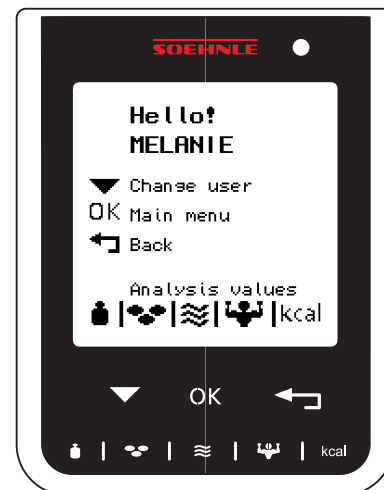 SOEHNLE
Hello!
MELANIE
Change user
OK Main menu
Back
Analysis values
kcal
OK
kcal